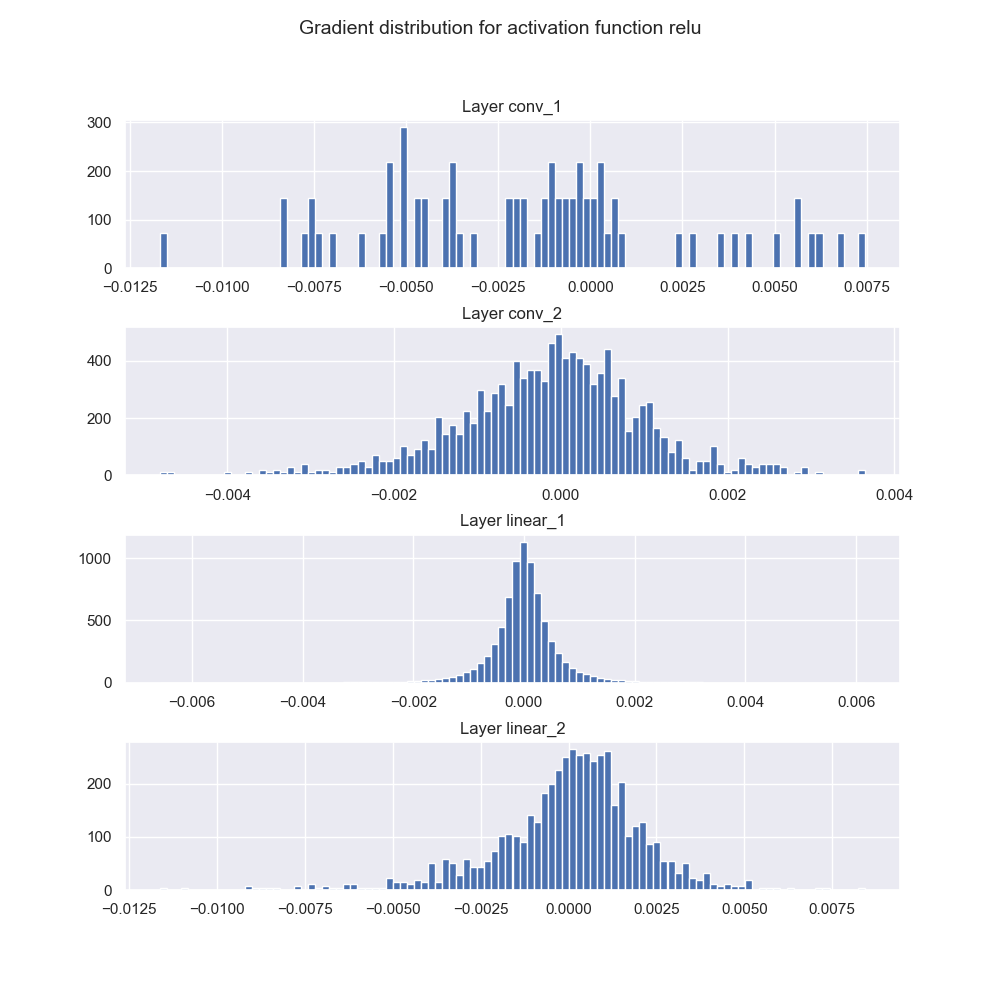 Gradient distribution for activation function relu
Layer conv_1
300
200
100
0
−0.0125 −0.0100 −0.0075 −0.0050 −0.0025 0.0000 0.0025 0.0050 0.0075
Layer conv_2
400
200
0
−0.004 −0.002 0.000 0.002 0.004
Layer linear_1
1000
500
0
−0.006 −0.004 −0.002 0.000 0.002 0.004 0.006
Layer linear_2
200
100
0
−0.0125 −0.0100 −0.0075 −0.0050 −0.0025 0.0000 0.0025 0.0050 0.0075